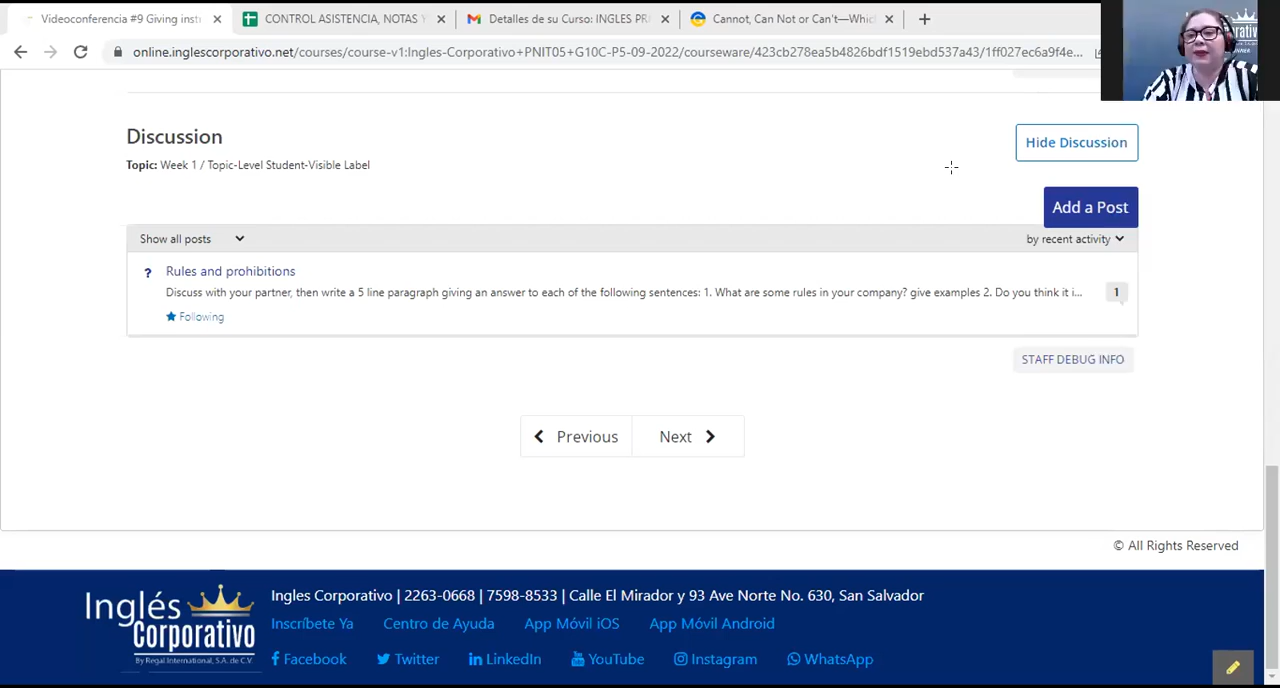 Videoconferencia #9 Giving inst
CONTROL ASISTENCIA, NOTAS Y
Detalles de su Curso: INGLES PRE
Cannot, Can Not or Can't—Which
online.inglescorporativo.net/courses/course-v1:Ingles-Corporativo+PNIT05+G10C-P5-09-2022/courseware/423cb278ea5b4826bdf1519ebd537a43/1ff027ec6a9f4e...
Discussion
Hide Discussion
Topic: Week 1 / Topic-Level Student-Visible Label
Add a Post
Show all posts
by recent activity
? Rules and prohibitions
Discuss with your partner, then write a 5 line paragraph giving an answer to each of the following sentences: 1. What are some rules in your company? give examples 2. Do you think it i...
1
Following
STAFF DEBUG INFO
Previous
Next
© All Rights Reserved
Inglés Corporativo
By Regal International, S.A. de C.V.
Ingles Corporativo | 2263-0668 | 7598-8533 | Calle El Mirador y 93 Ave Norte No. 630, San Salvador
Inscríbete Ya Centro de Ayuda App Móvil iOS App Móvil Android
Facebook Twitter LinkedIn YouTube Instagram WhatsApp